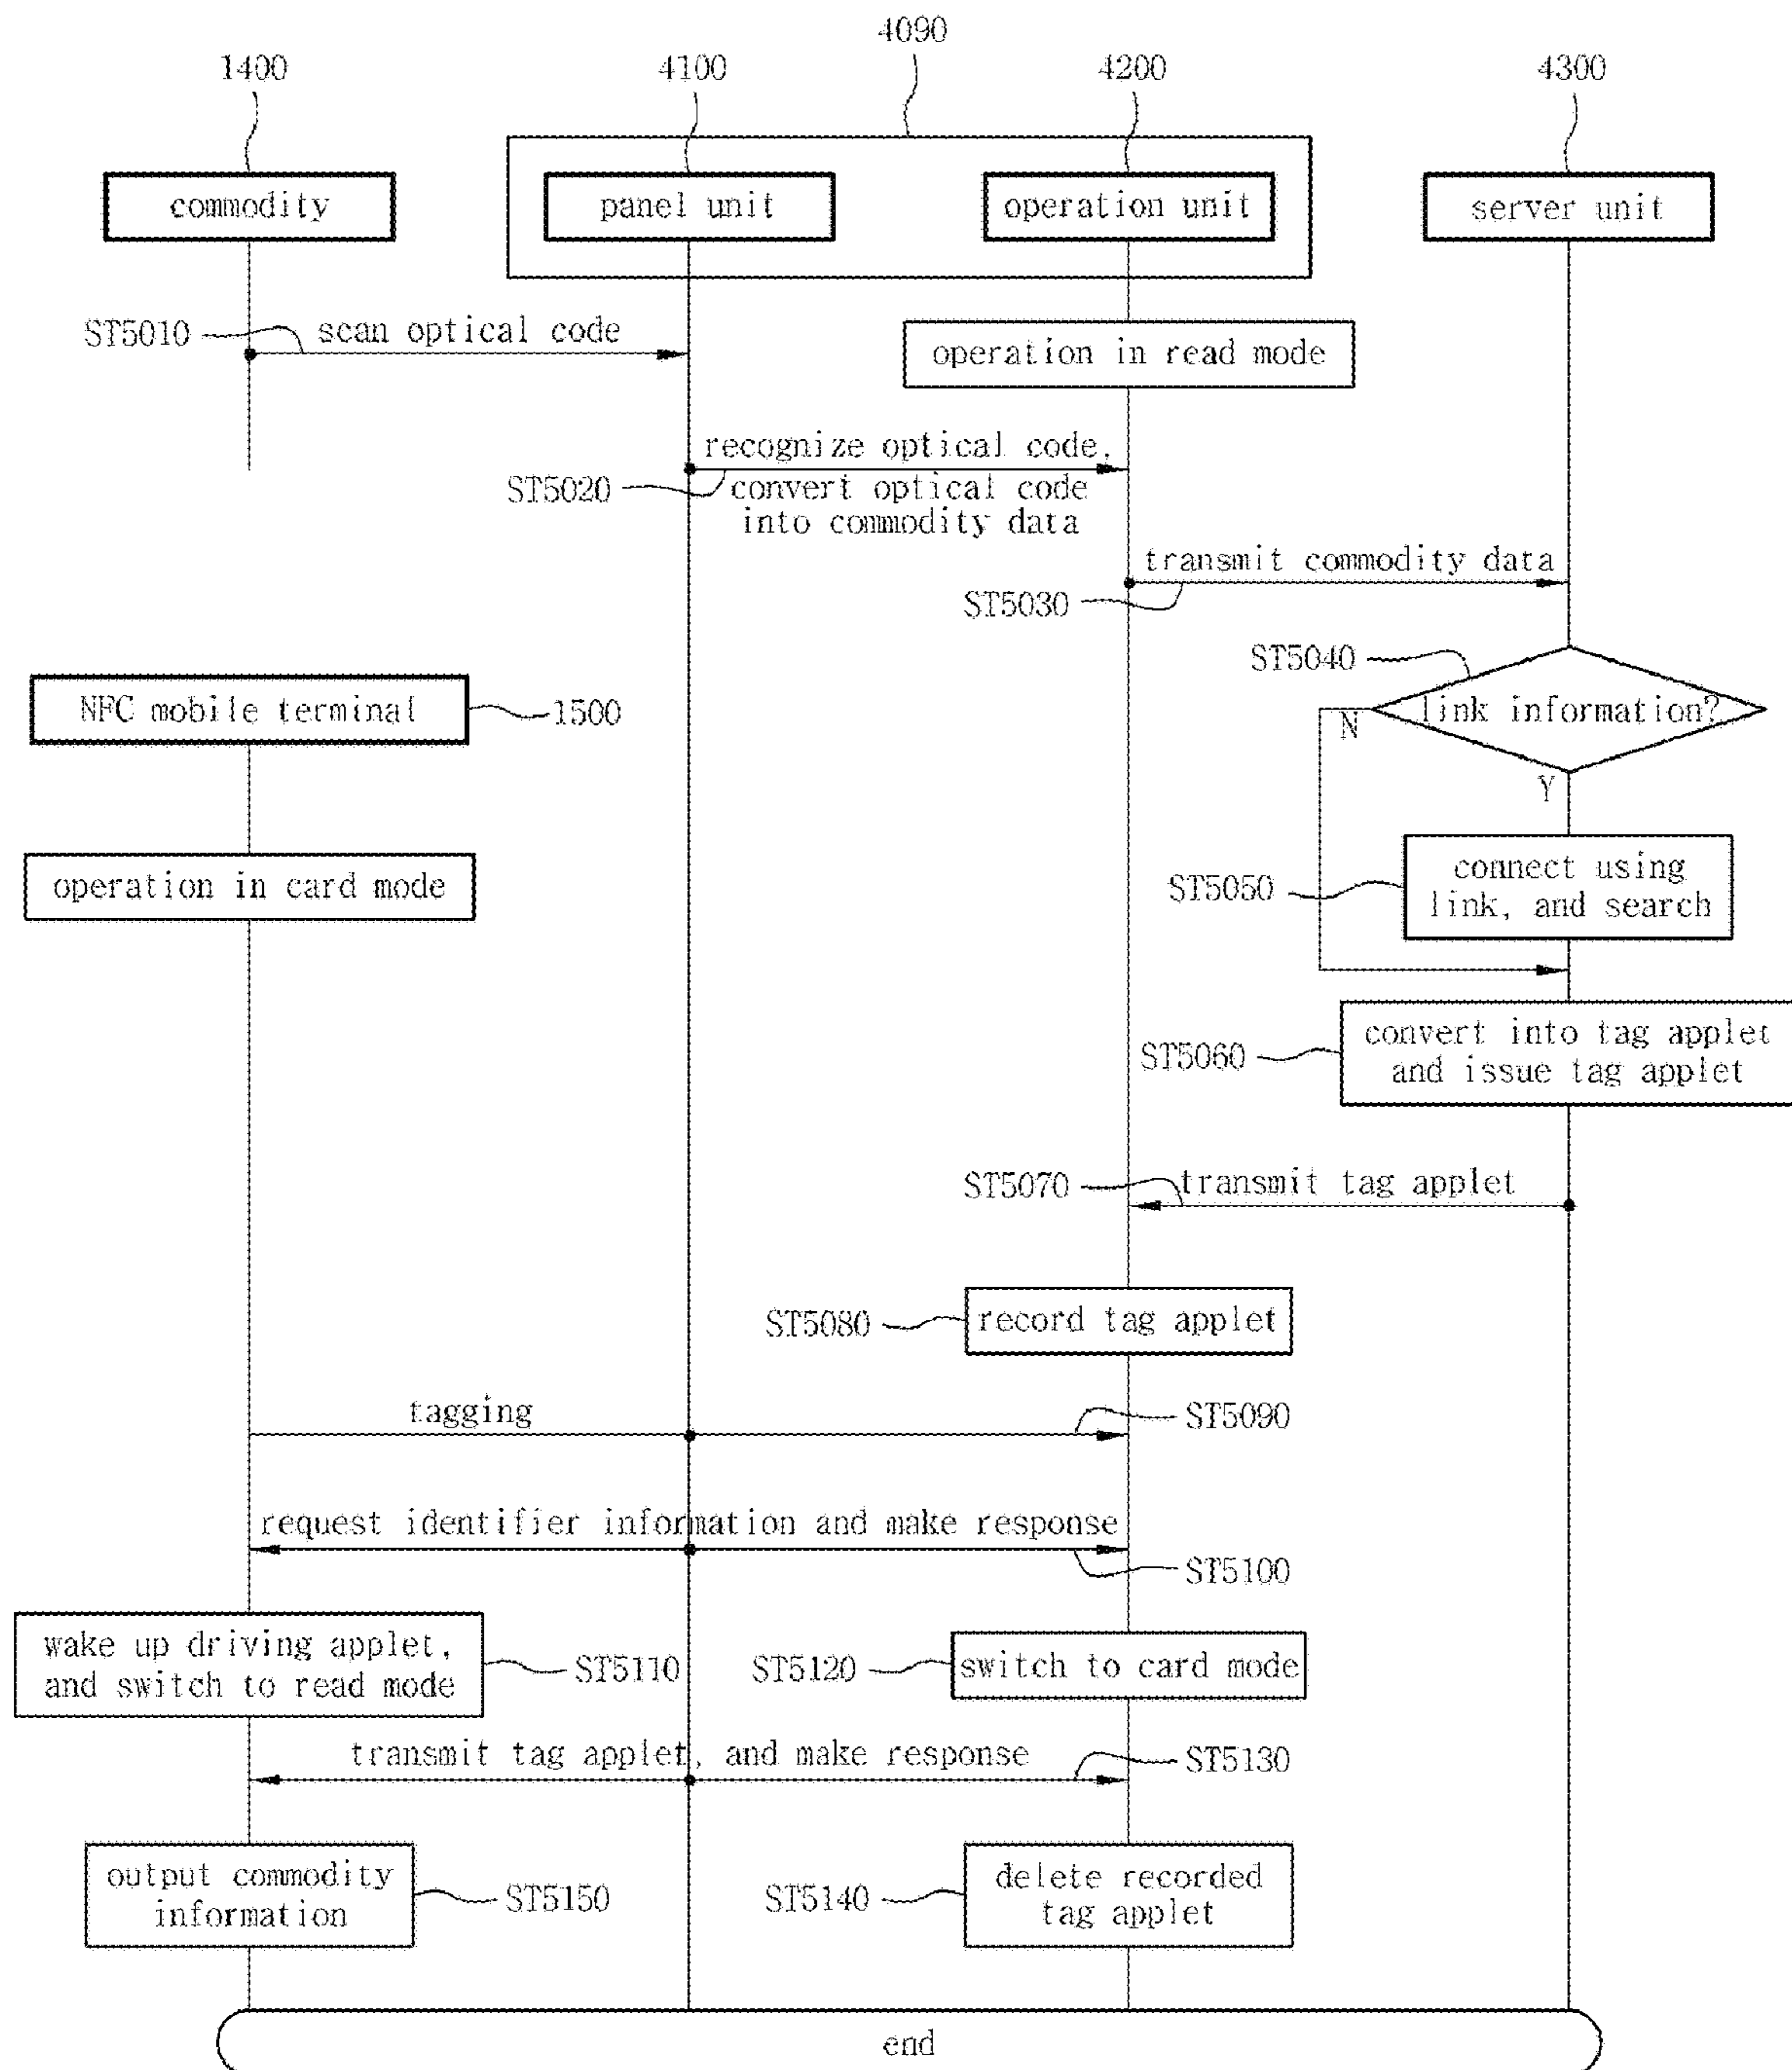 4090
1400
4100
4200
4300
commodity
panel unit
operation unit
server unit
ST5010
scan optical code
operation in read mode
recognize optical code,
ST5020
convert optical code
into commodity data
transmit commodity data
ST5030
ST5040
NFC mobile terminal
1500
link information?
N
Y
operation in card mode
ST5050
connect using
link, and search
ST5060
convert into tag applet
and issue tag applet
ST5070
transmit tag applet
ST5080
record tag applet
tagging
ST5090
request identifier information and make response
ST5100
wake up driving applet,
and switch to read mode
ST5110
ST5120
switch to card mode
transmit tag applet, and make response
ST5130
output commodity
information
ST5150
ST5140
delete recorded
tag applet
end